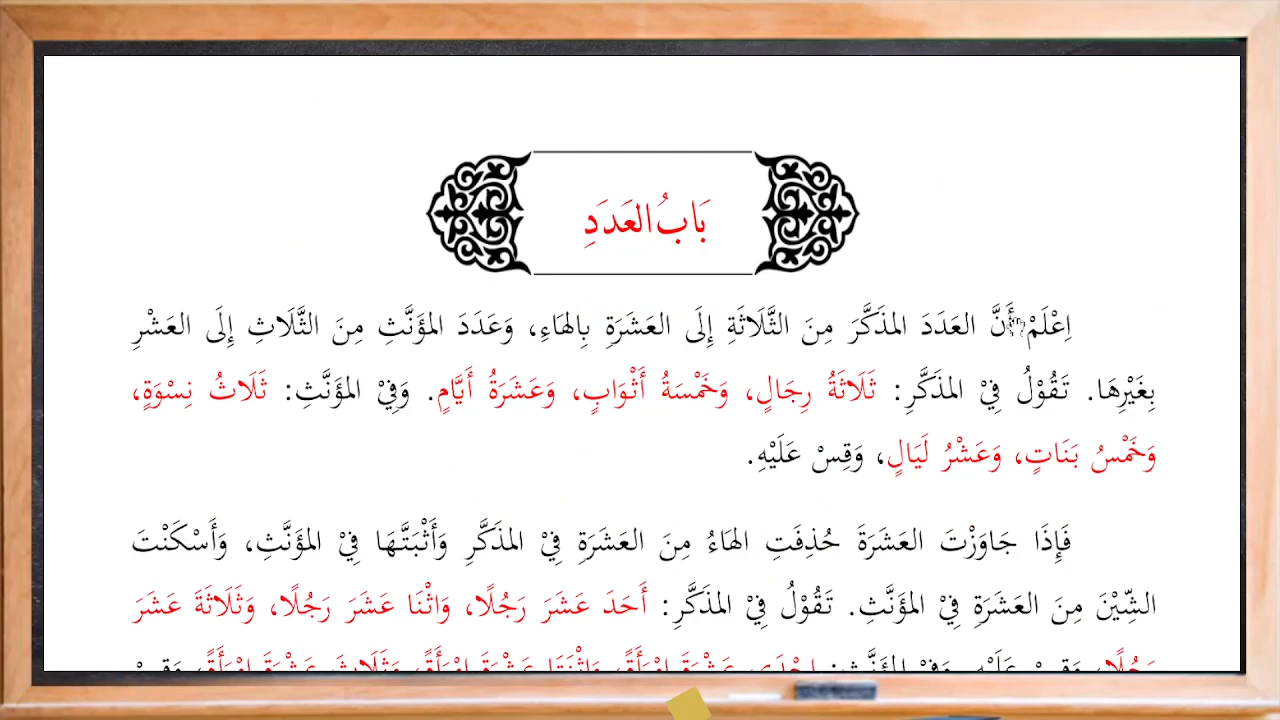 بَابُ العَدَدِ
اِعْلَمْ أَنَّ العَدَدَ المذَكَّرَ مِنَ الثَّلَاثَةِ إِلَى العَشَرَةِ بِالهَاءِ، وَعَدَدَ المؤَنَّثِ مِنَ الثَّلَاثِ إِلَى العَشْرِ
بِغَيْرِهَا. تَقُوْلُ فِيْ المذَكَّرِ: ثَلَاثَةُ رِجَالٍ، وَخَمْسَةُ أَثْوَابٍ، وَعَشَرَةُ أَيَّامٍ. وَفِيْ المؤَنَّثِ: ثَلَاثُ نِسْوَةٍ،
وَخَمْسُ بَنَاتٍ، وَعَشْرُ لَيَالٍ، وَقِسْ عَلَيْهِ.
فَإِذَا جَاوَزْتَ العَشَرَةَ حُذِفَتِ الهَاءُ مِنَ العَشَرَةِ فِيْ المذَكَّرِ وَأَثْبَتَّهَا فِيْ المؤَنَّثِ، وَأَسْكَنْتَ
الشِّيْنَ مِنَ العَشَرَةِ فِيْ المؤَنَّثِ. تَقُوْلُ فِيْ المذَكَّرِ: أَحَدَ عَشَرَ رَجُلًا، وَاثْنَا عَشَرَ رَجُلًا، وَثَلَاثَةَ عَشَرَ